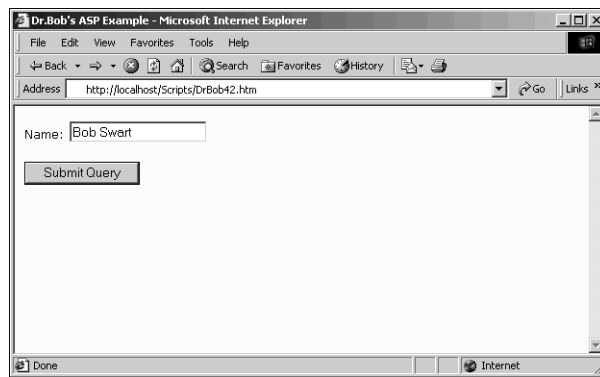 Dr.Bob's ASP Example - Microsoft Internet Explorer
File Edit View Favorites Tools Help
Back Search Favorites History
Address http://localhost/Scripts/DrBob42.htm Go Links »
Name: Bob Swart
Submit Query
Done Internet